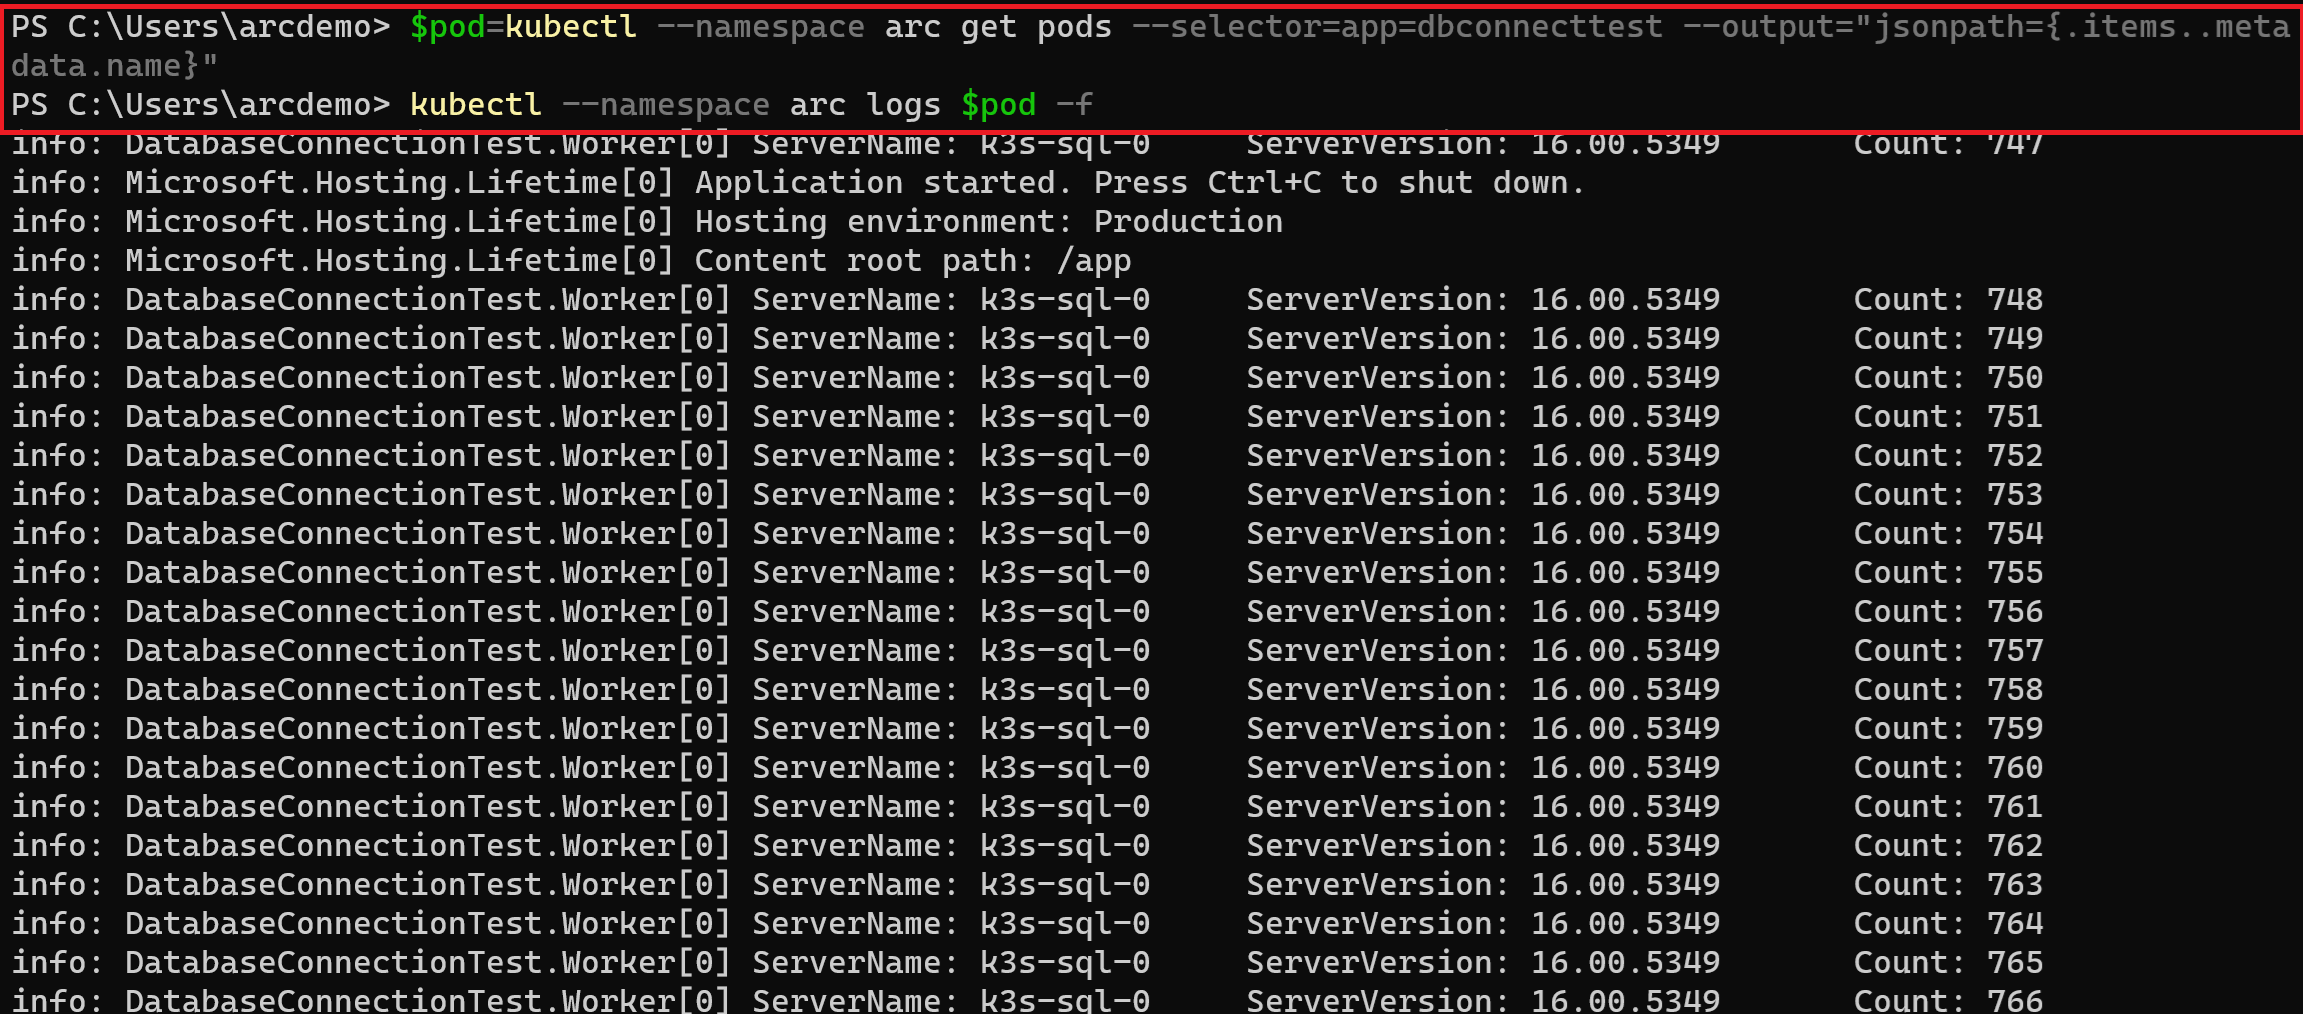 PS C:\Users\arcdemo> $pod=kubectl --namespace arc get pods --selector=app=dbconnecttest --output="jsonpath={.items..meta
data.name}"
PS C:\Users\arcdemo> kubectl --namespace arc logs $pod -f
info: DatabaseConnectionTest.Worker[0] ServerName: k3s-sql-0     ServerVersion: 16.00.5349       Count: 747
info: Microsoft.Hosting.Lifetime[0] Application started. Press Ctrl+C to shut down.
info: Microsoft.Hosting.Lifetime[0] Hosting environment: Production
info: Microsoft.Hosting.Lifetime[0] Content root path: /app
info: DatabaseConnectionTest.Worker[0] ServerName: k3s-sql-0     ServerVersion: 16.00.5349       Count: 748
info: DatabaseConnectionTest.Worker[0] ServerName: k3s-sql-0     ServerVersion: 16.00.5349       Count: 749
info: DatabaseConnectionTest.Worker[0] ServerName: k3s-sql-0     ServerVersion: 16.00.5349       Count: 750
info: DatabaseConnectionTest.Worker[0] ServerName: k3s-sql-0     ServerVersion: 16.00.5349       Count: 751
info: DatabaseConnectionTest.Worker[0] ServerName: k3s-sql-0     ServerVersion: 16.00.5349       Count: 752
info: DatabaseConnectionTest.Worker[0] ServerName: k3s-sql-0     ServerVersion: 16.00.5349       Count: 753
info: DatabaseConnectionTest.Worker[0] ServerName: k3s-sql-0     ServerVersion: 16.00.5349       Count: 754
info: DatabaseConnectionTest.Worker[0] ServerName: k3s-sql-0     ServerVersion: 16.00.5349       Count: 755
info: DatabaseConnectionTest.Worker[0] ServerName: k3s-sql-0     ServerVersion: 16.00.5349       Count: 756
info: DatabaseConnectionTest.Worker[0] ServerName: k3s-sql-0     ServerVersion: 16.00.5349       Count: 757
info: DatabaseConnectionTest.Worker[0] ServerName: k3s-sql-0     ServerVersion: 16.00.5349       Count: 758
info: DatabaseConnectionTest.Worker[0] ServerName: k3s-sql-0     ServerVersion: 16.00.5349       Count: 759
info: DatabaseConnectionTest.Worker[0] ServerName: k3s-sql-0     ServerVersion: 16.00.5349       Count: 760
info: DatabaseConnectionTest.Worker[0] ServerName: k3s-sql-0     ServerVersion: 16.00.5349       Count: 761
info: DatabaseConnectionTest.Worker[0] ServerName: k3s-sql-0     ServerVersion: 16.00.5349       Count: 762
info: DatabaseConnectionTest.Worker[0] ServerName: k3s-sql-0     ServerVersion: 16.00.5349       Count: 763
info: DatabaseConnectionTest.Worker[0] ServerName: k3s-sql-0     ServerVersion: 16.00.5349       Count: 764
info: DatabaseConnectionTest.Worker[0] ServerName: k3s-sql-0     ServerVersion: 16.00.5349       Count: 765
info: DatabaseConnectionTest.Worker[0] ServerName: k3s-sql-0     ServerVersion: 16.00.5349       Count: 766